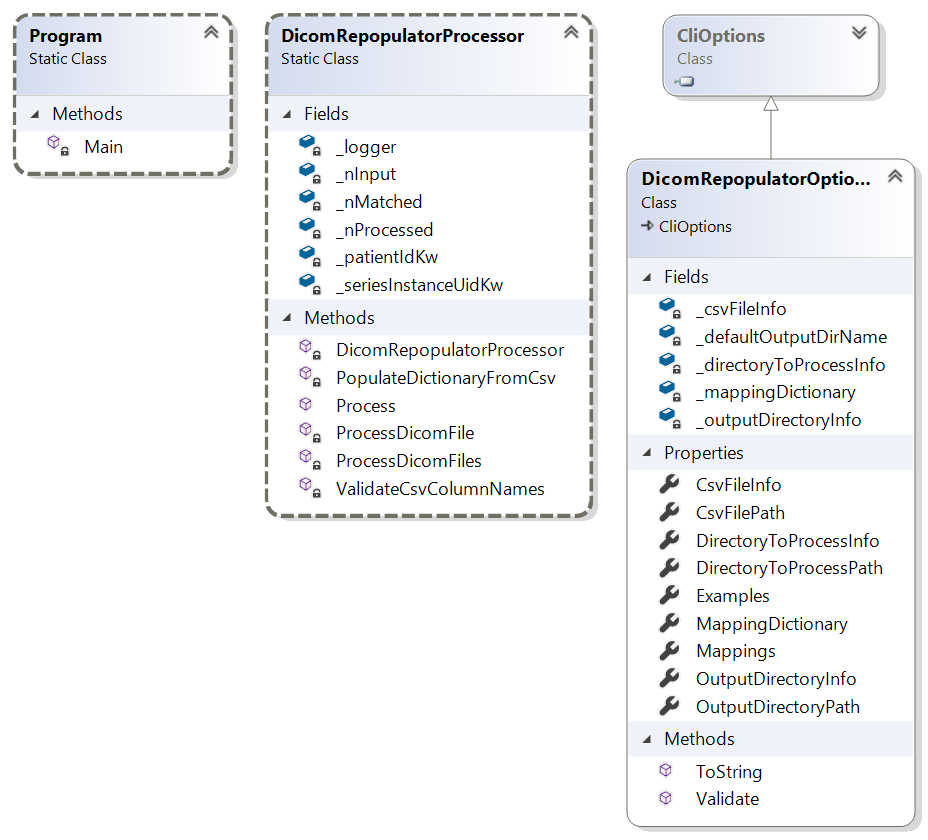 Program
Static Class
Methods
Main
DicomRepopulatorProcessor
Static Class
Fields
_logger
_nInput
_nMatched
_nProcessed
_patientIdKw
_seriesInstanceUidKw
Methods
DicomRepopulatorProcessor
PopulateDictionaryFromCsv
Process
ProcessDicomFile
ProcessDicomFiles
ValidateCsvColumnNames
CliOptions
Class
DicomRepopulatorOptio...
Class
CliOptions
Fields
_csvFileInfo
_defaultOutputDirName
_directoryToProcessInfo
_mappingDictionary
_outputDirectoryInfo
Properties
CsvFileInfo
CsvFilePath
DirectoryToProcessInfo
DirectoryToProcessPath
Examples
MappingDictionary
Mappings
OutputDirectoryInfo
OutputDirectoryPath
Methods
ToString
Validate